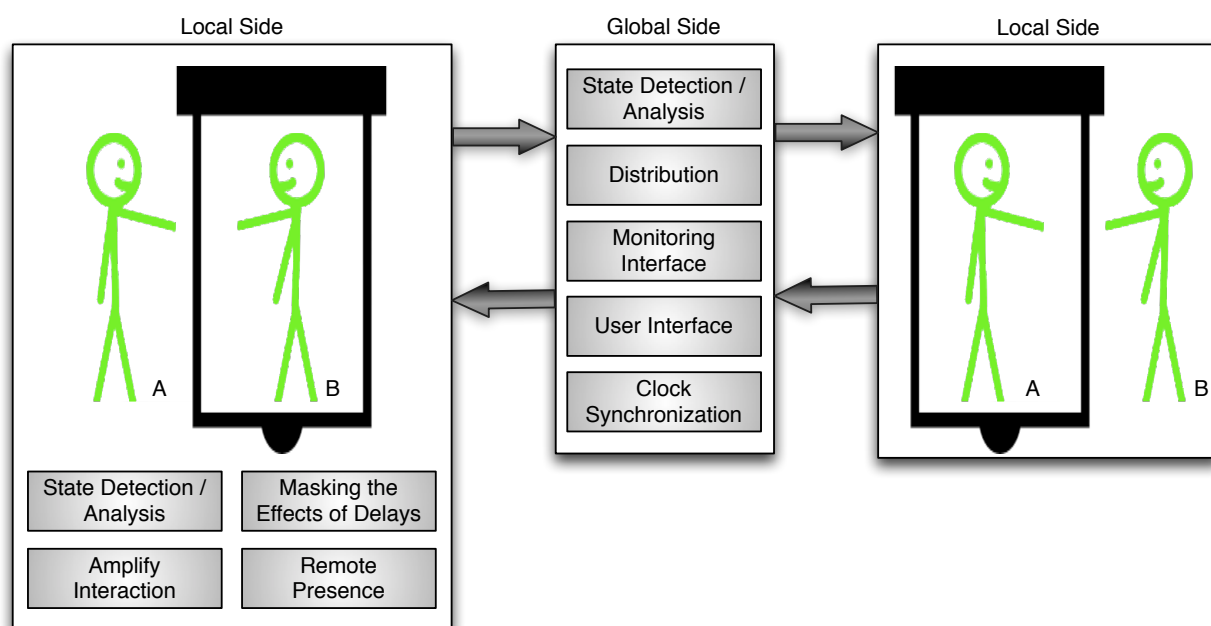 Local Side
Global Side
Local Side
A
B
State Detection /
Analysis
Masking the
Effects of Delays
Amplify
Interaction
Remote
Presence
State Detection /
Analysis
Distribution
Monitoring
Interface
User Interface
Clock
Synchronization
A
B